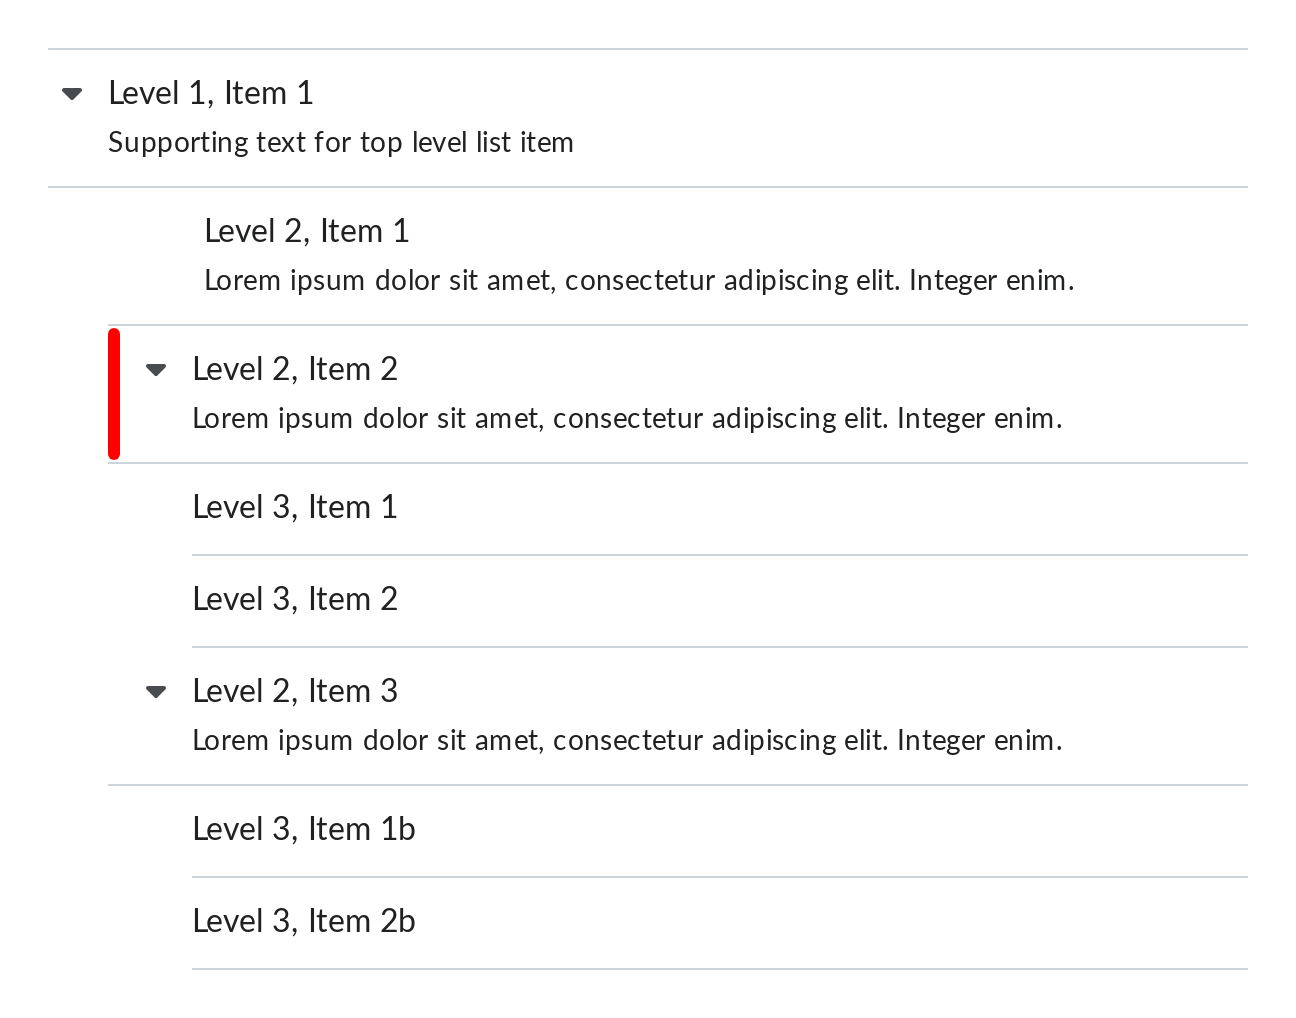 Level 1, Item 1
Supporting text for top level list item
Level 2, Item 1
Lorem ipsum dolor sit amet, consectetur adipiscing elit. Integer enim.
Level 2, Item 2
Lorem ipsum dolor sit amet, consectetur adipiscing elit. Integer enim.
Level 3, Item 1
Level 3, Item 2
Level 2, Item 3
Lorem ipsum dolor sit amet, consectetur adipiscing elit. Integer enim.
Level 3, Item 1b
Level 3, Item 2b